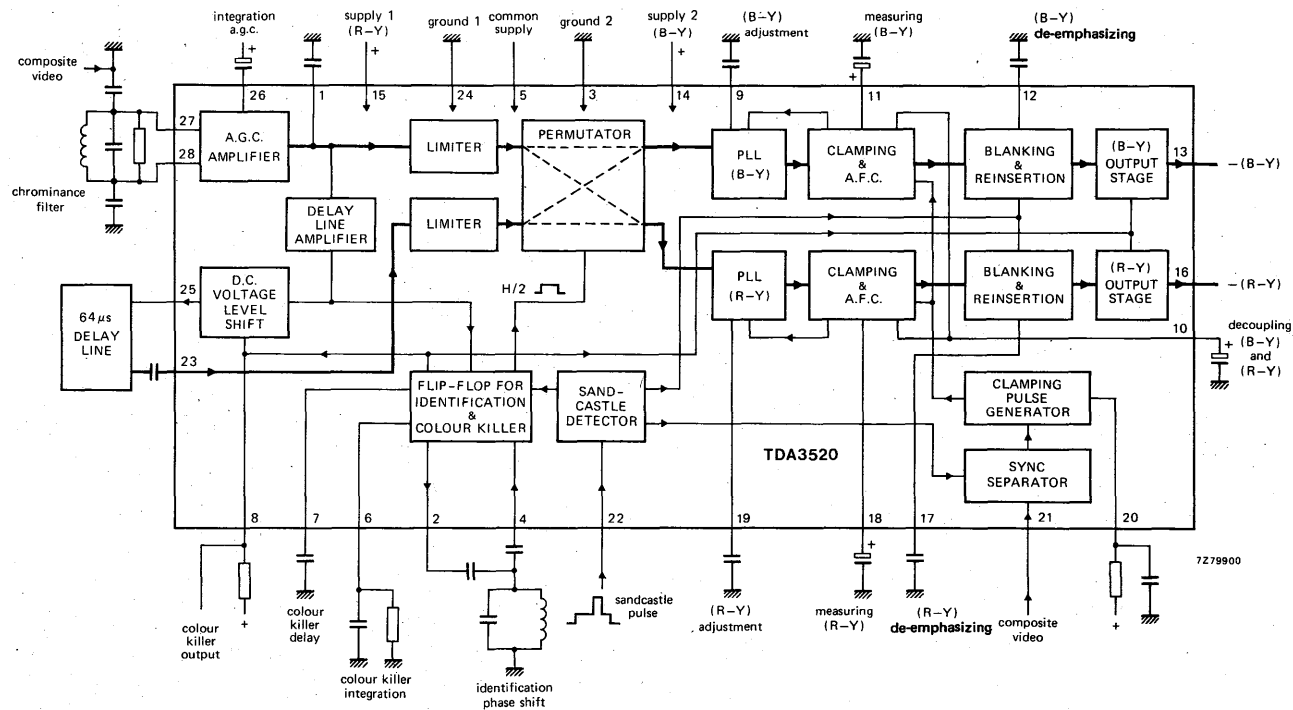 integration
a.g.c.
+
supply 1
(R-Y)
+
ground 1
common
supply
ground 2
supply 2
(B-Y)
+
(B-Y)
adjustment
measuring
(B-Y)
+
(B-Y)
de-emphasizing
composite
video
26
1
15
24
5
3
14
9
11
12
27
28
A.G.C.
AMPLIFIER
LIMITER
PERMUTATOR
PLL
(B-Y)
CLAMPING
&
A.F.C.
BLANKING
&
REINSERTION
(B-Y)
OUTPUT
STAGE
13
-(B-Y)
chrominance
filter
DELAY
LINE
AMPLIFIER
LIMITER
25
D.C.
VOLTAGE
LEVEL
SHIFT
H/2
PLL
(R-Y)
CLAMPING
&
A.F.C.
BLANKING
&
REINSERTION
(R-Y)
OUTPUT
STAGE
16
-(R-Y)
64μs
DELAY
LINE
23
10
+
decoupling
(B-Y)
and
(R-Y)
FLIP-FLOP FOR
IDENTIFICATION
&
COLOUR KILLER
SAND-
CASTLE
DETECTOR
CLAMPING
PULSE
GENERATOR
TDA3520
SYNC
SEPARATOR
8
7
6
2
4
22
19
18
17
21
20
7Z79900
+
colour
killer
output
+
colour
killer
delay
colour killer
integration
identification
phase shift
sandcastle
pulse
(R-Y)
adjustment
measuring
(R-Y)
(R-Y)
de-emphasizing
composite
video
+